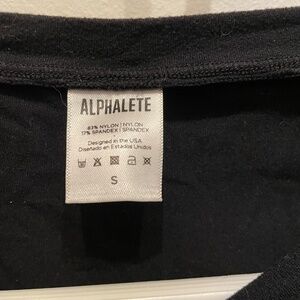 ALPHALETE
83% NYLON | NYLON
17% SPANDEX | SPANDEX
Designed in the USA
Diseñado en Estados Unidos
S